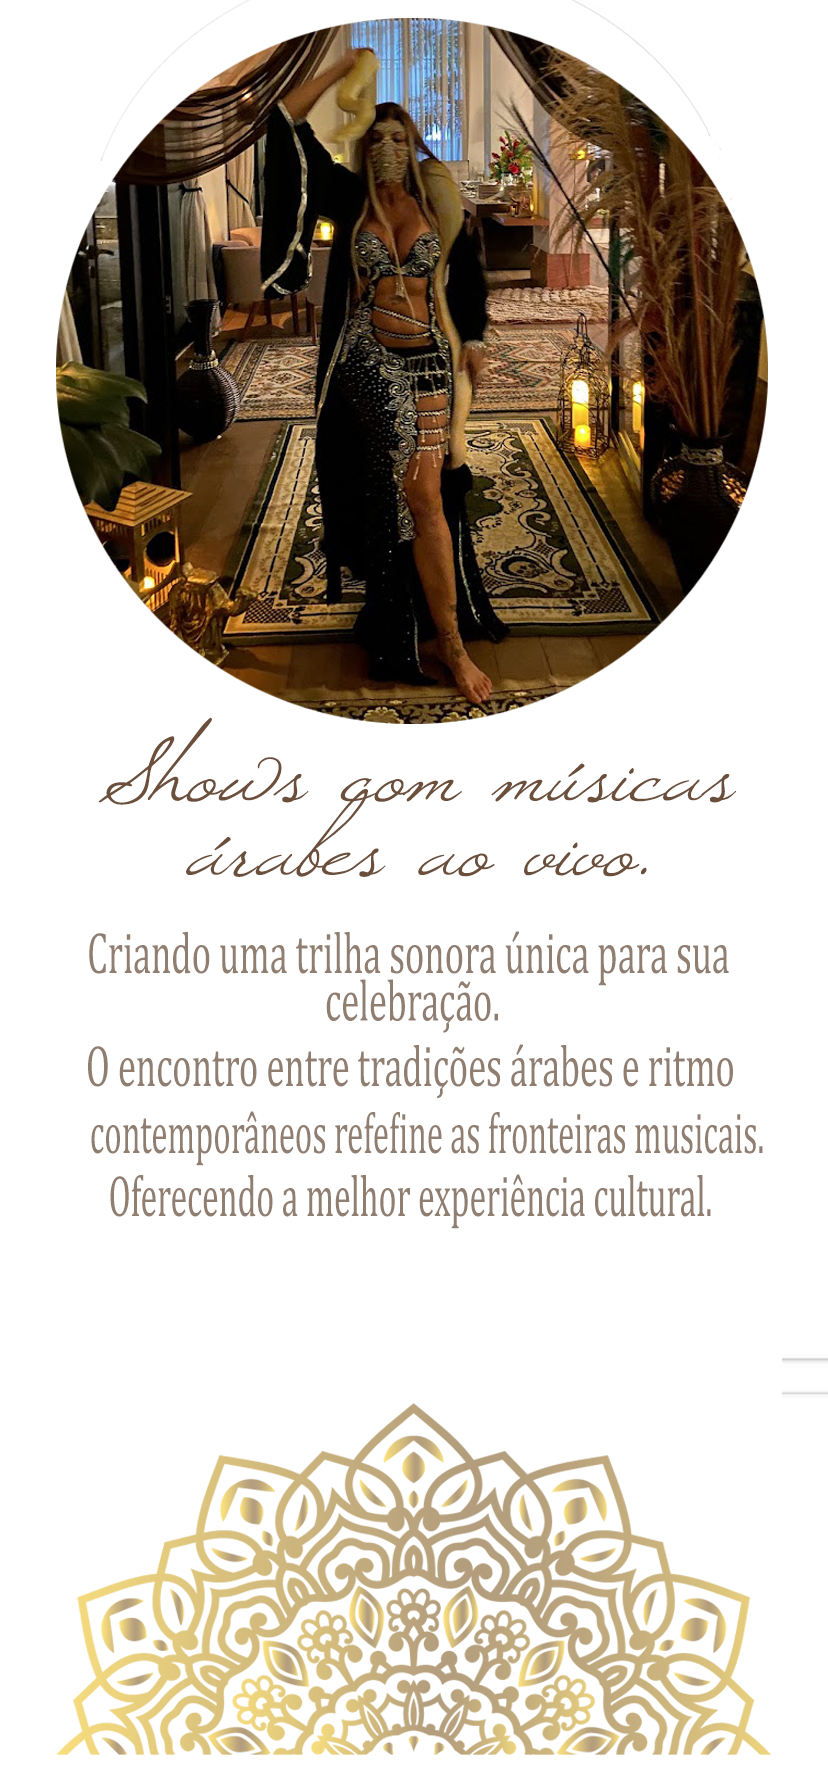 Shows com músicas
árabes ao vivo.
Criando uma trilha sonora única para sua
celebração.
O encontro entre tradições árabes e ritmo
contemporâneos refefine as fronteiras musicais.
Oferecendo a melhor experiência cultural.